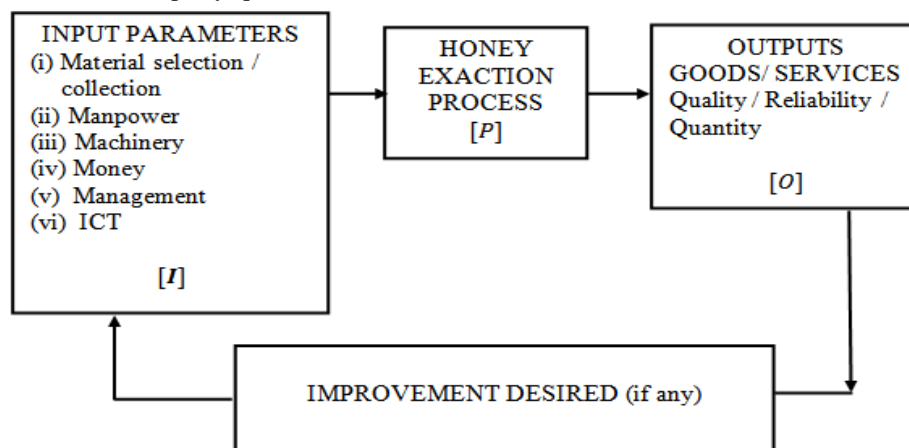 INPUT PARAMETERS
(i) Material selection /
collection
(ii) Manpower
(iii) Machinery
(iv) Money
(v) Management
(vi) ICT
[I]
HONEY
EXACTION
PROCESS
[P]
OUTPUTS
GOODS/ SERVICES
Quality / Reliability /
Quantity
[O]
IMPROVEMENT DESIRED (if any)